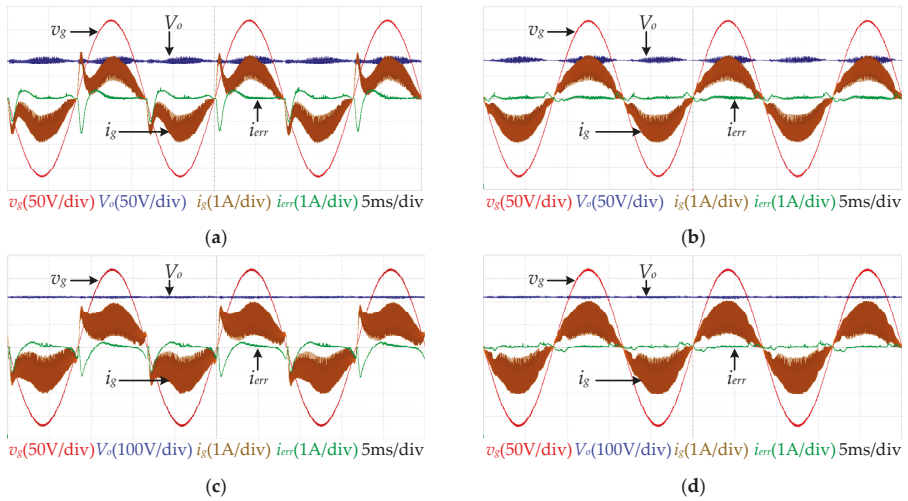 vg Vo
ig ierr
vg(50V/div) Vo(50V/div) ig(1A/div) ierr(1A/div) 5ms/div
(a)
vg Vo
ig ierr
vg(50V/div) Vo(50V/div) ig(1A/div) ierr(1A/div) 5ms/div
(b)
vg Vo
ig ierr
vg(50V/div) Vo(100V/div) ig(1A/div) ierr(1A/div) 5ms/div
(c)
vg Vo
ig ierr
vg(50V/div) Vo(100V/div) ig(1A/div) ierr(1A/div) 5ms/div
(d)